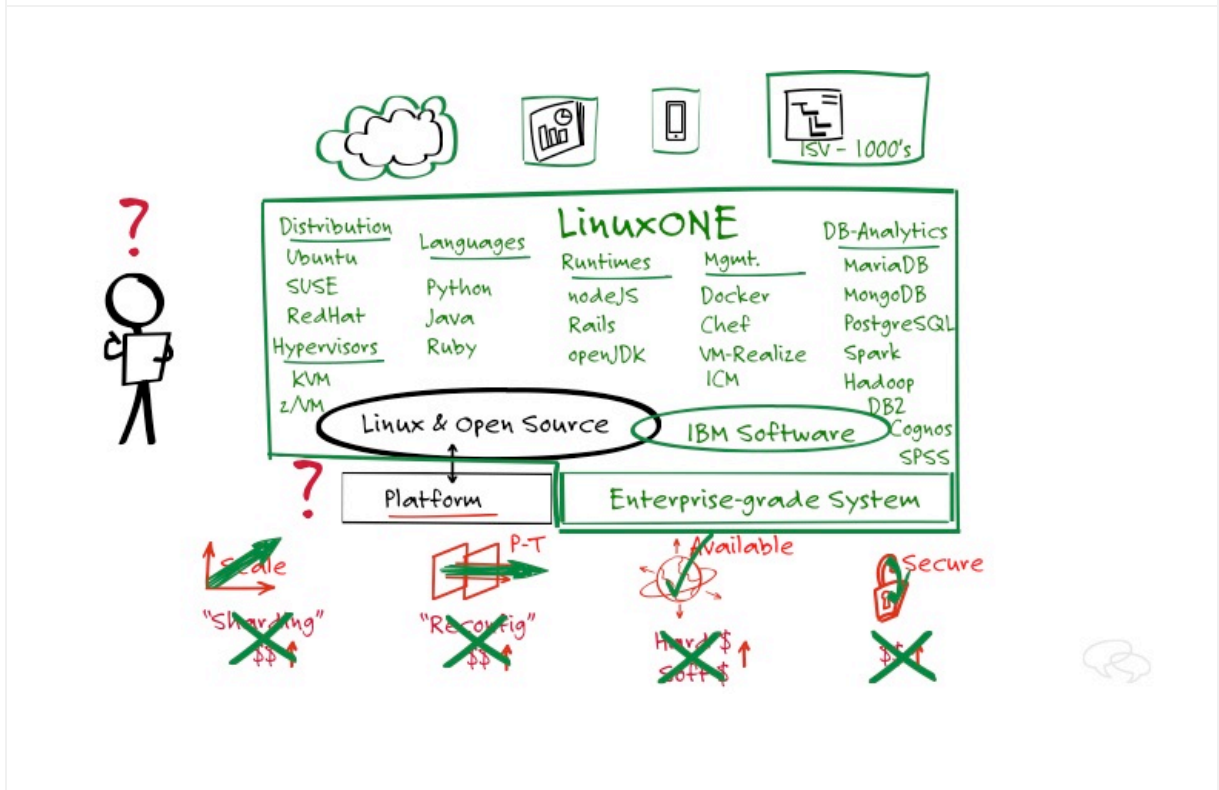 ISV - 1000's
LinuxONE
Distribution
Ubuntu
SUSE
RedHat
Hypervisors
KVM
z/VM
Languages
Python
Java
Ruby
Runtimes
nodeJS
Rails
openJDK
Mgmt.
Docker
Chef
VM-Realize
ICM
DB-Analytics
MariaDB
MongoDB
PostgreSQL
Spark
Hadoop
DB2
Cognos
SPSS
Linux & Open Source
IBM Software
?
?
Platform
Enterprise-grade System
Scale
"Sharding"
$$
P-T
"Reconfig"
$$
Available
Hard $
Soft $
Secure
$$